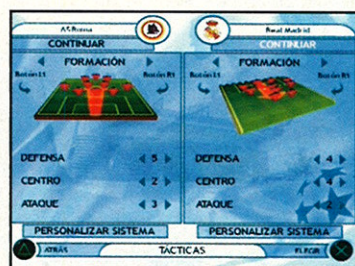 AS Roma
Real Madrid
CONTINUAR
CONTINUAR
FORMACIÓN
FORMACIÓN
Botón L1
Botón R1
Botón L1
Botón R1
DEFENSA 5
DEFENSA 4
CENTRO 2
CENTRO 4
ATAQUE 3
ATAQUE 2
PERSONALIZAR SISTEMA
PERSONALIZAR SISTEMA
ATRÁS
TÁCTICAS
ELEGIR